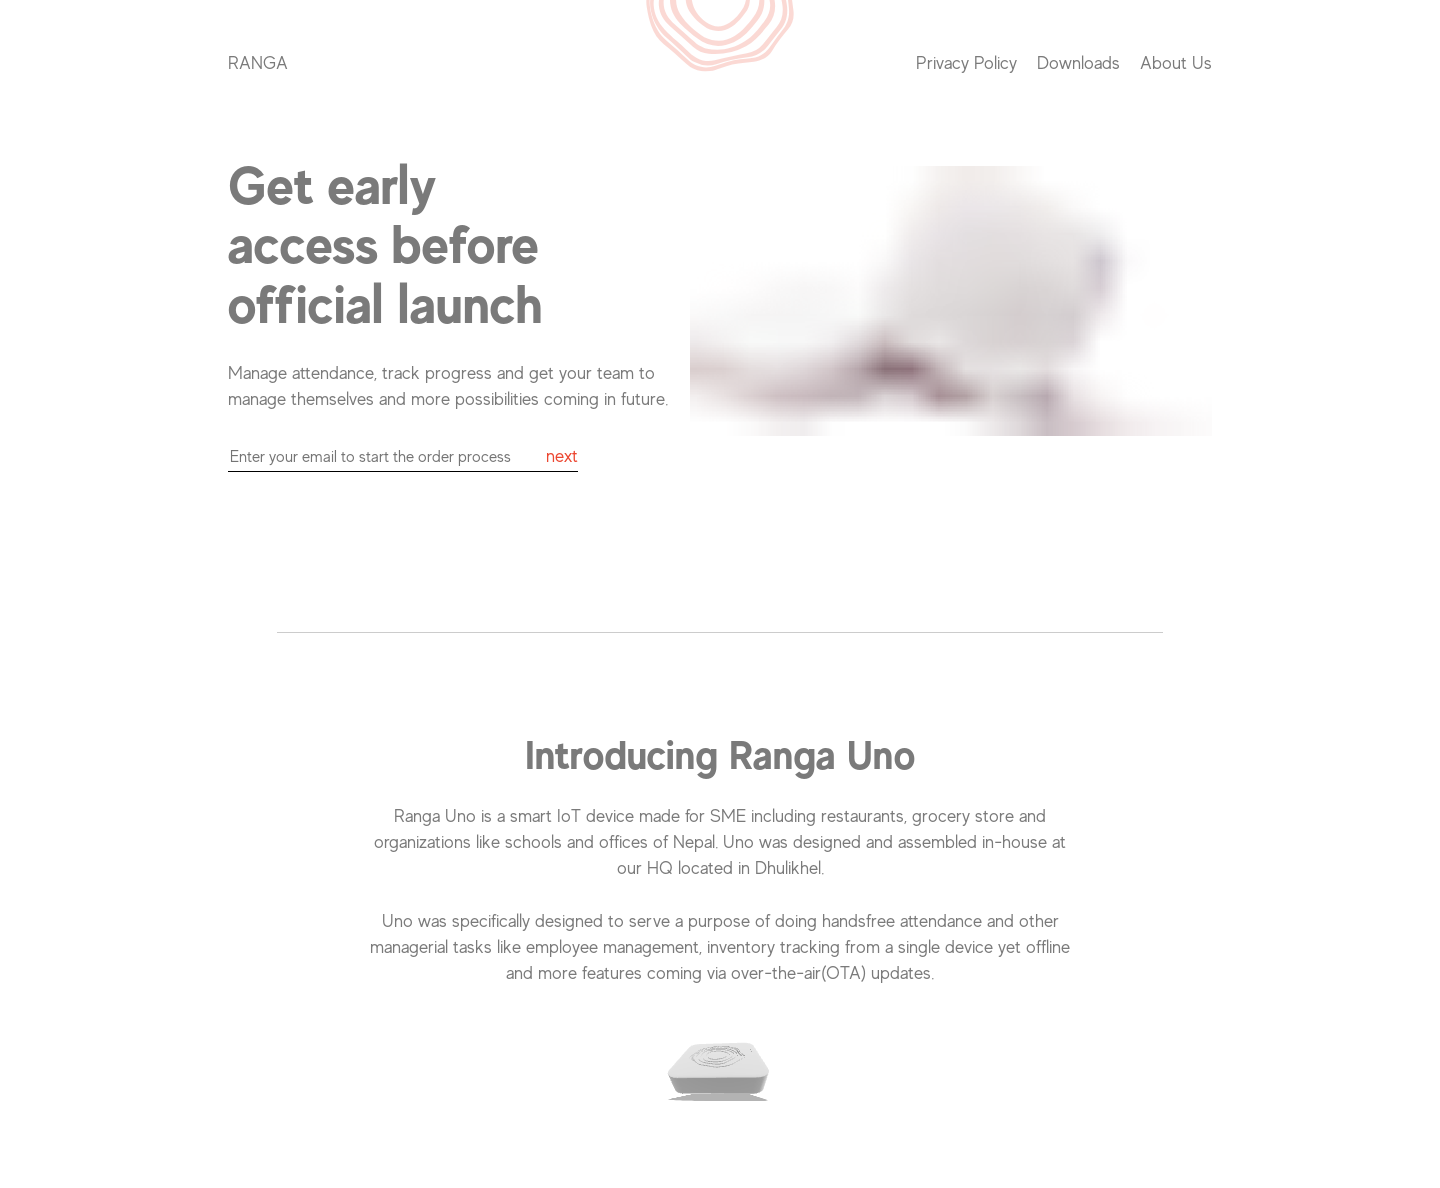 RANGA
Privacy Policy Downloads About Us
Get early
access before
official launch
Manage attendance, track progress and get your team to
manage themselves and more possibilities coming in future.
Enter your email to start the order process next
Introducing Ranga Uno
Ranga Uno is a smart IoT device made for SME including restaurants, grocery store and
organizations like schools and offices of Nepal. Uno was designed and assembled in-house at
our HQ located in Dhulikhel.
Uno was specifically designed to serve a purpose of doing handsfree attendance and other
managerial tasks like employee management, inventory tracking from a single device yet offline
and more features coming via over-the-air(OTA) updates.